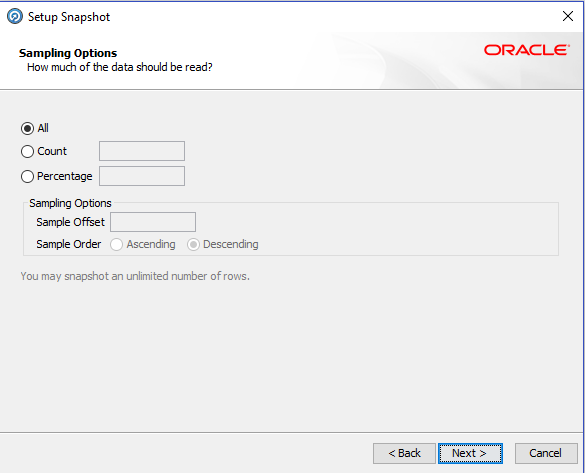 Setup Snapshot
Sampling Options
How much of the data should be read?
ORACLE
All
Count
Percentage
Sampling Options
Sample Offset
Sample Order Ascending Descending
You may snapshot an unlimited number of rows.
< Back Next > Cancel